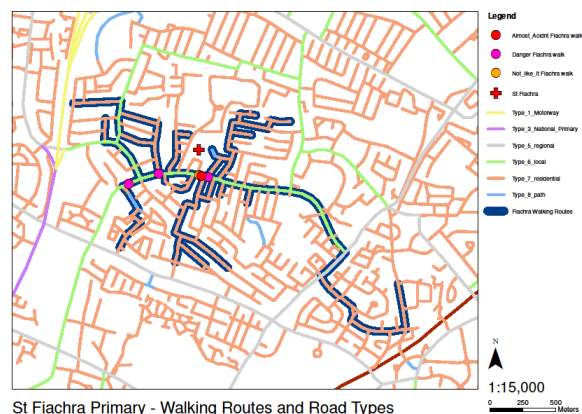 Legend
Almost_Acidnt Fiachra walk
Danger Fiachra walk
Not_like_it Fiachra walk
St Fiachra
Type_1_Motorway
Type_3_National_Primary
Type_5_regional
Type_6_local
Type_7_residential
Type_8_path
Fiachra Walking Routes
N
1:15,000
0 250 500
Meters
St Fiachra Primary - Walking Routes and Road Types